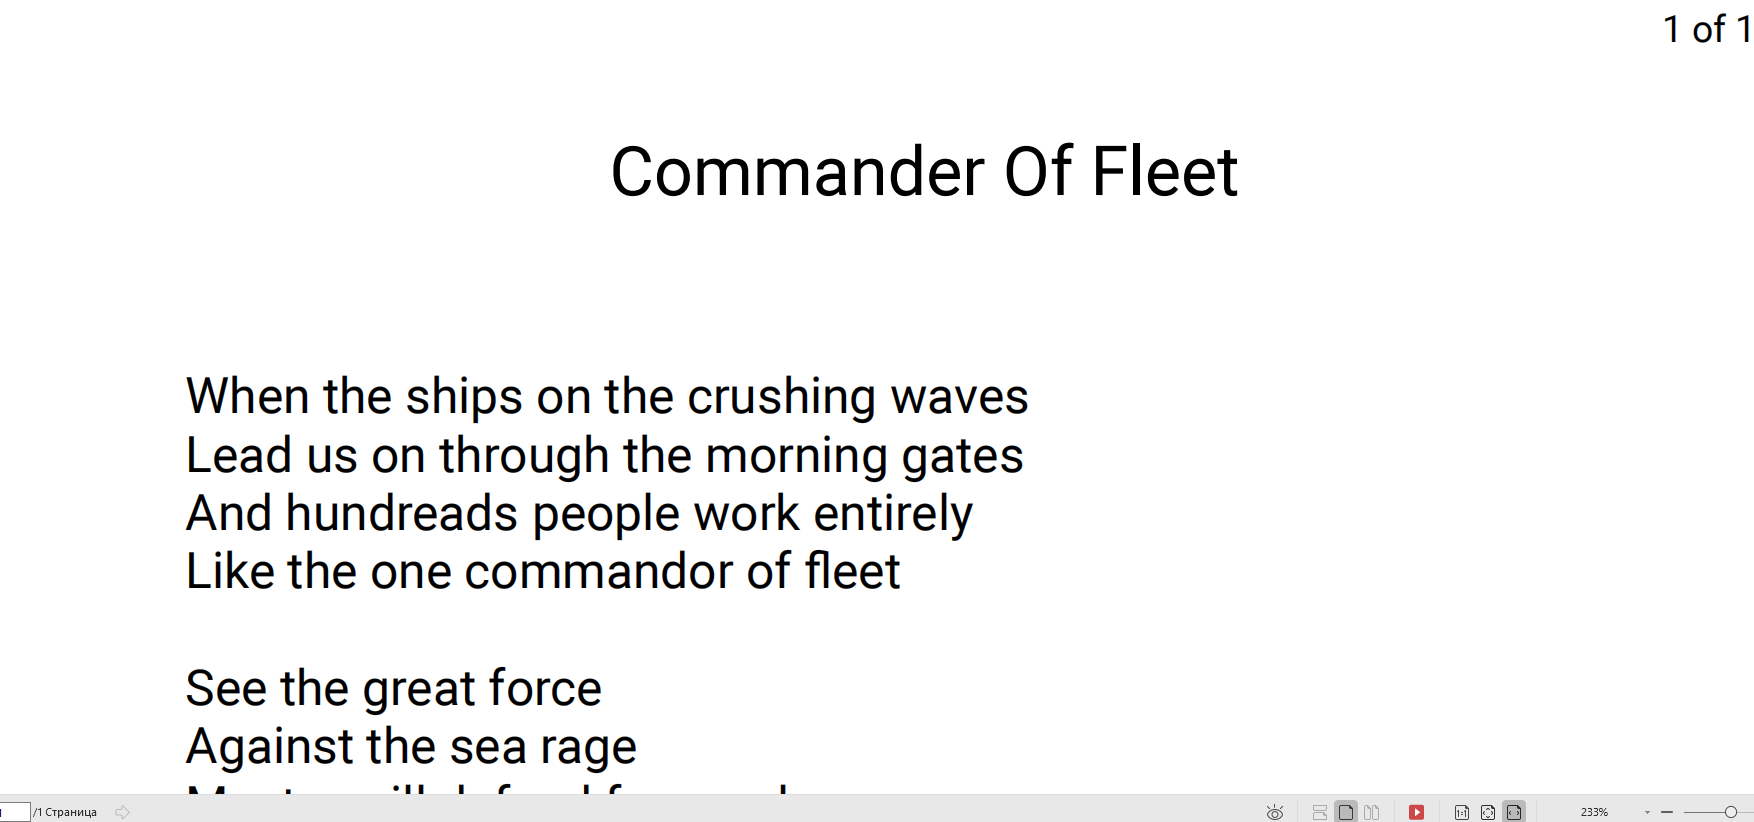 1 of 1
Commander Of Fleet
When the ships on the crushing waves
Lead us on through the morning gates
And hundreads people work entirely
Like the one commandor of fleet
See the great force
Against the sea rage
/1 Страница
1:1
233%